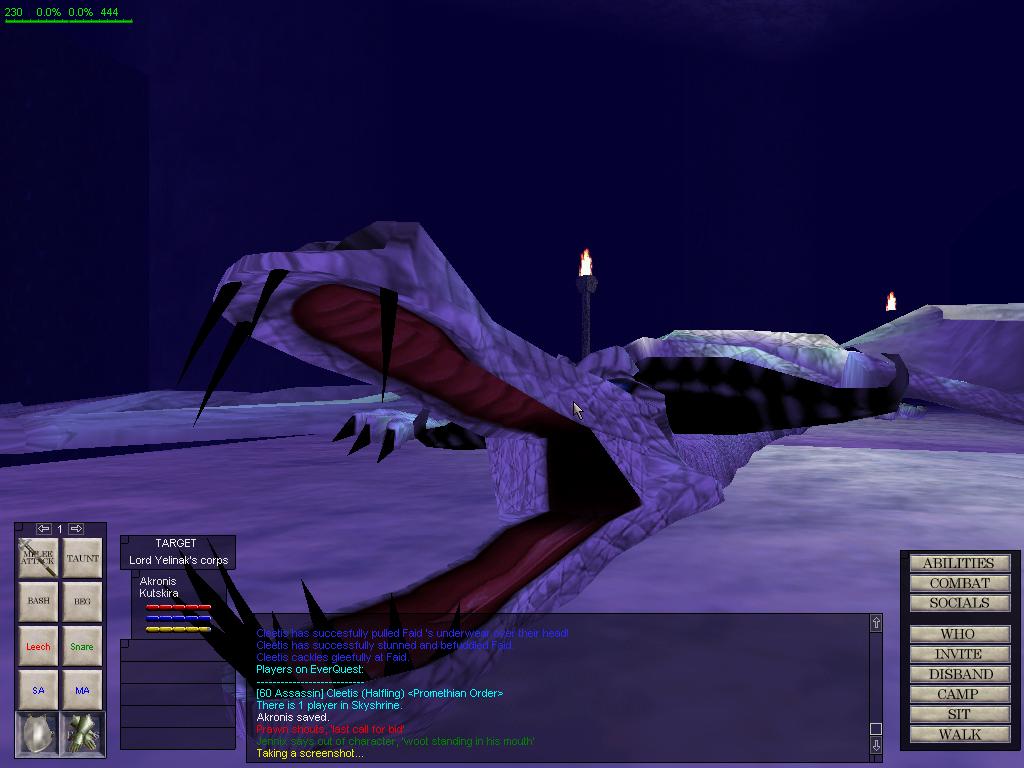 230 0.0% 0.0% 444
1
MELEE ATTACK
TAUNT
BASH
BEG
Leech
Snare
SA
MA
TARGET
Lord Yelinak's corps
Akronis
Kutskira
Cleetis has succesfully pulled Faid 's underwear over their head!
Cleetis has successfully stunned and befuddled Faid.
Cleetis cackles gleefully at Faid.
Players on EverQuest:
---------------------------
[60 Assassin] Cleetis (Halfling) <Promethian Order>
There is 1 player in Skyshrine.
Akronis saved.
Prawn shouts, 'last call for bid'
Jennix says out of character, 'woot standing in his mouth'
Taking a screenshot...
ABILITIES
COMBAT
SOCIALS
WHO
INVITE
DISBAND
CAMP
SIT
WALK